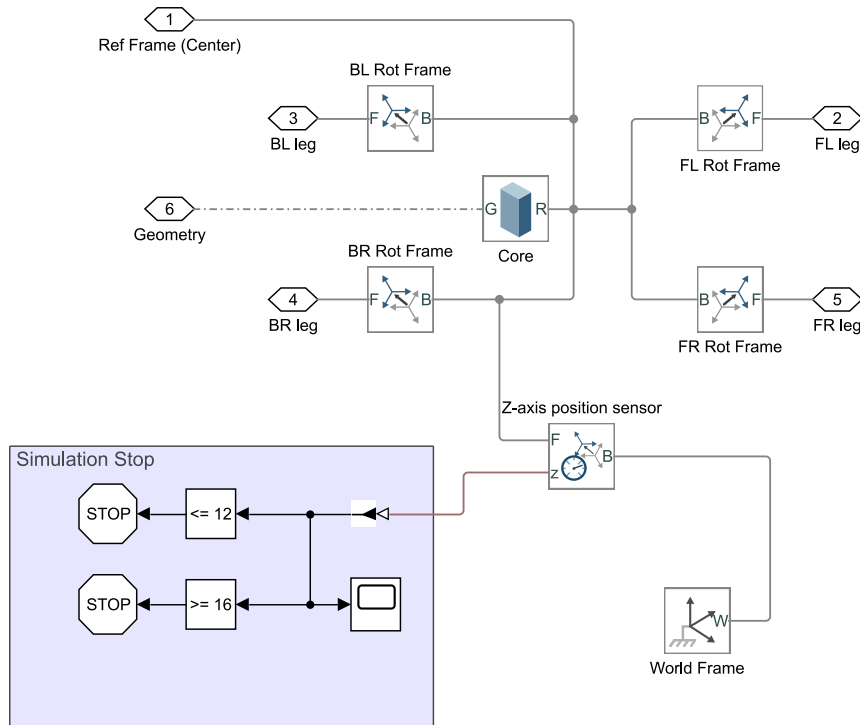 1
Ref Frame (Center)
BL Rot Frame
3
F
B
BL leg
B
F
2
FL Rot Frame
FL leg
6
Geometry
G
R
Core
BR Rot Frame
4
F
B
BR leg
B
F
5
FR Rot Frame
FR leg
Z-axis position sensor
F
z
B
Simulation Stop
STOP
<= 12
STOP
>= 16
W
World Frame